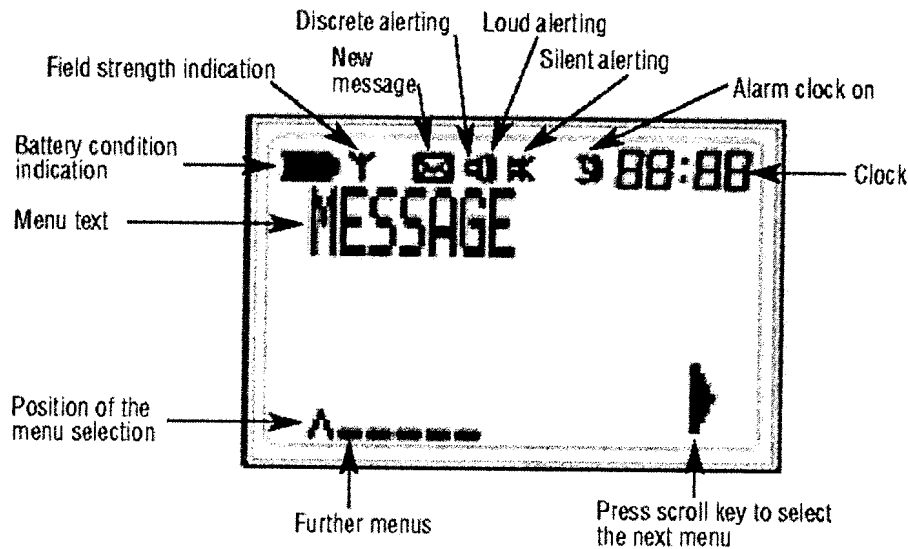 Discrete alerting
Loud alerting
Field strength indication
New
message
Silent alerting
Alarm clock on
Battery condition
indication
88:88
Clock
Menu text
MESSAGE
Position of the
menu selection
Further menus
Press scroll key to select
the next menu